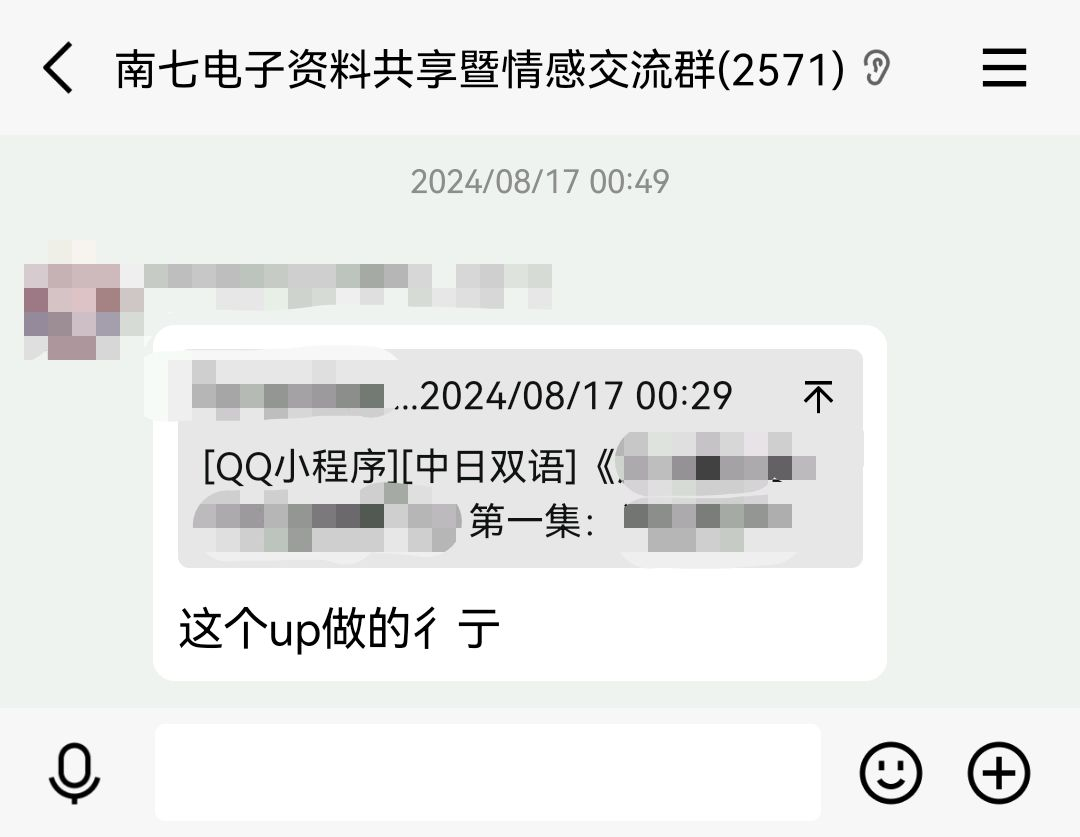 南七电子资料共享暨情感交流群(2571)
2024/08/17 00:49
...2024/08/17 00:29
[QQ小程序][中日双语]《
第一集：
这个up做的彳亍